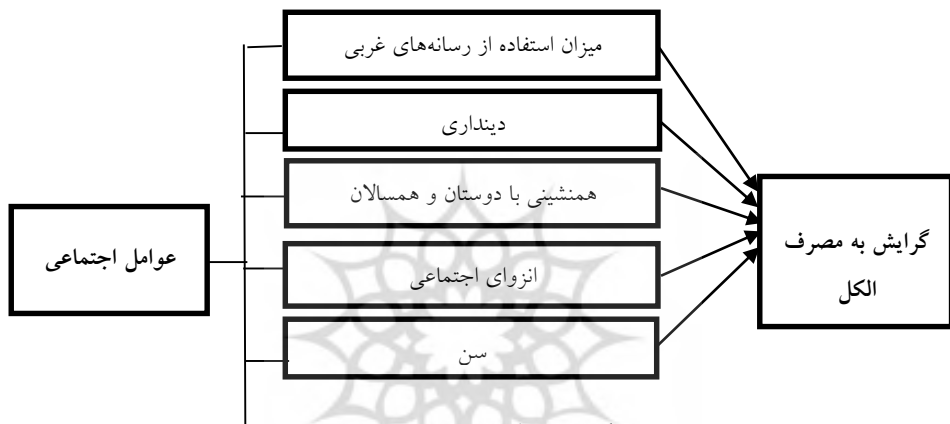 میزان استفاده از رسانه‌های غربی
دینداری
همنشینی با دوستان و همسالان
انزوای اجتماعی
سن
عوامل اجتماعی
گرایش به مصرف
الکل